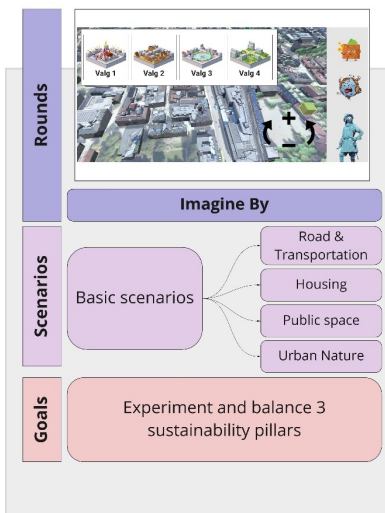 Rounds
Valg 1
Valg 2
Valg 3
Valg 4
+
−
Imagine By
Scenarios
Basic scenarios
Road &
Transportation
Housing
Public space
Urban Nature
Goals
Experiment and balance 3
sustainability pillars